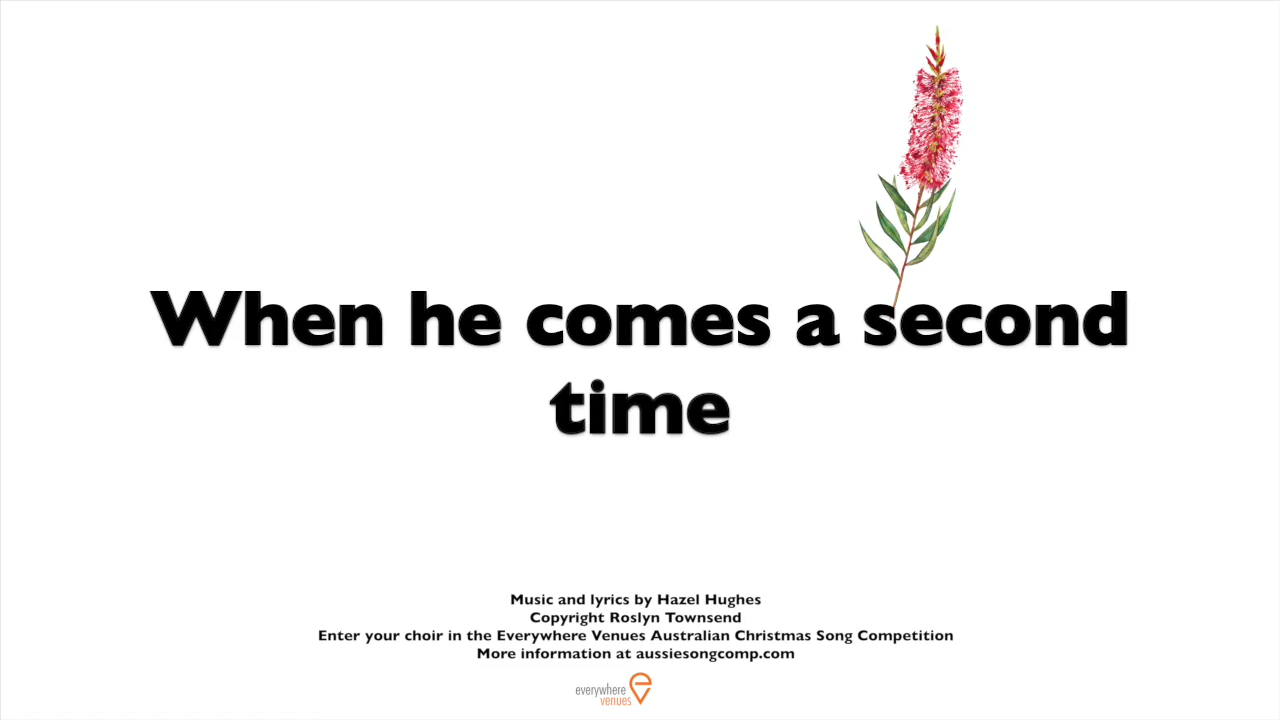 When he comes a second
time
Music and lyrics by Hazel Hughes
Copyright Roslyn Townsend
Enter your choir in the Everywhere Venues Australian Christmas Song Competition
More information at aussiesongcomp.com
everywhere
venues